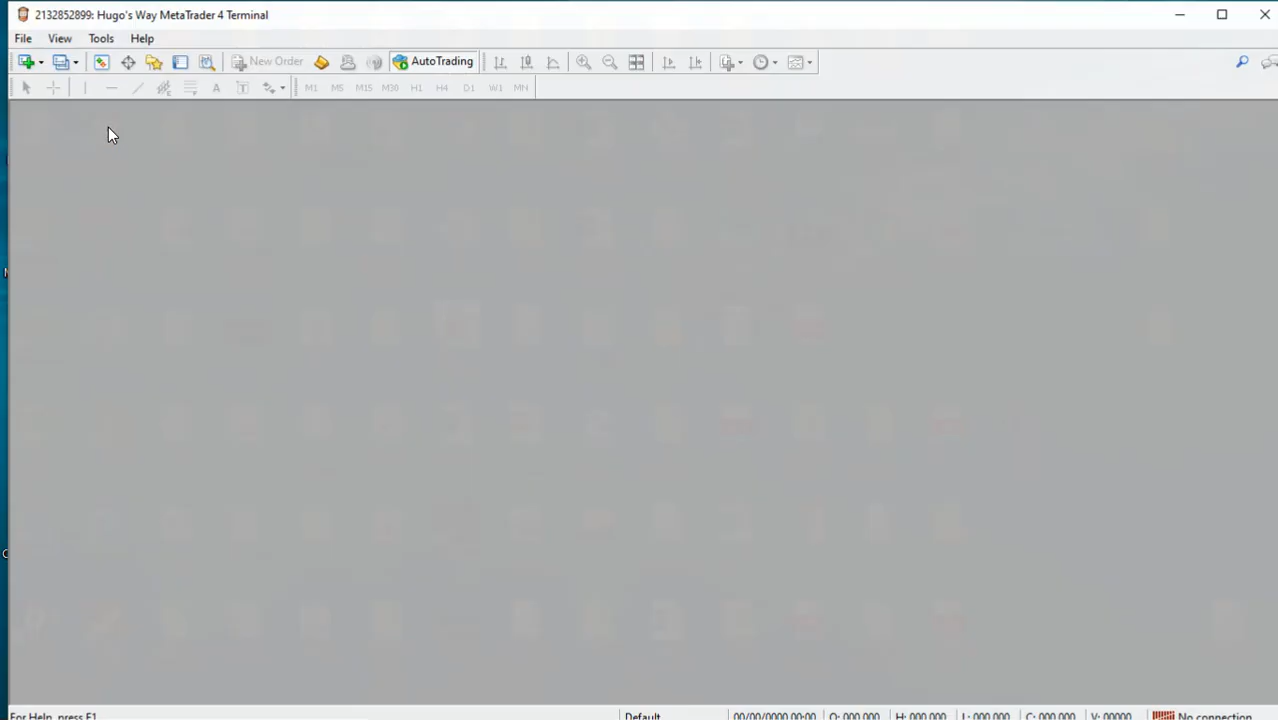 2132852899: Hugo's Way MetaTrader 4 Terminal
File View Tools Help
New Order AutoTrading
A T M1 M5 M15 M30 H1 H4 D1 W1 MN
For Help, press F1 Default 00/00/0000 00:00 O: 000.000 H: 000.000 L: 000.000 C: 000.000 V: 00000 No connection